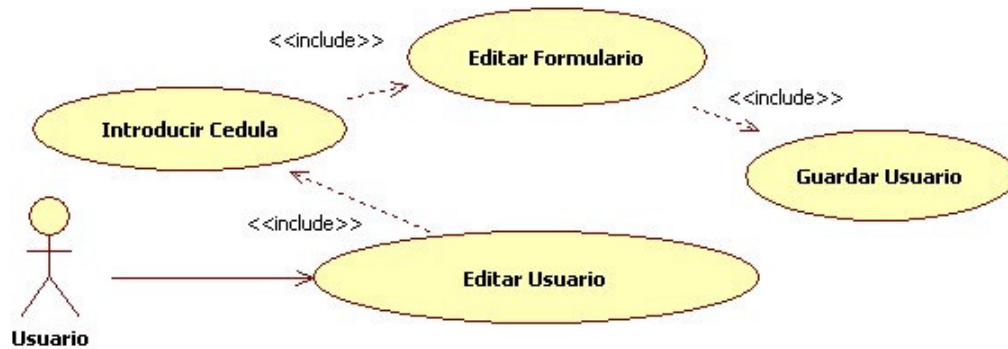 <<include>>
Editar Formulario
<<include>>
Introducir Cedula
Guardar Usuario
<<include>>
Editar Usuario
Usuario